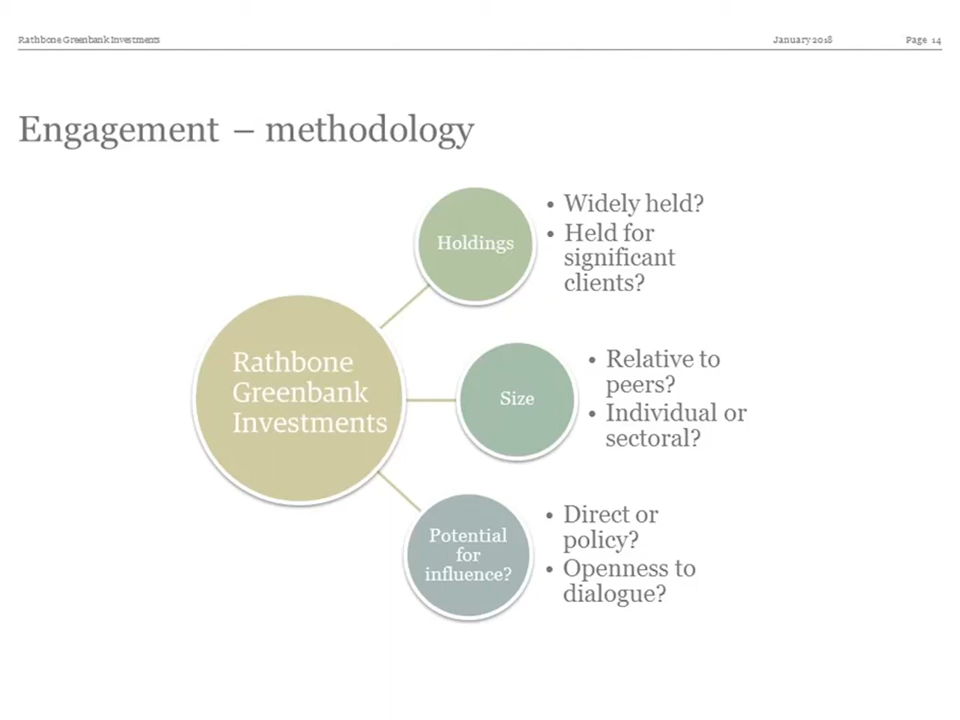 Rathbone Greenbank Investments
January 2018
Page 14
Engagement – methodology
Holdings
• Widely held?
• Held for
significant
clients?
Rathbone
Greenbank
Investments
Size
• Relative to
peers?
• Individual or
sectoral?
Potential
for
influence?
• Direct or
policy?
• Openness to
dialogue?